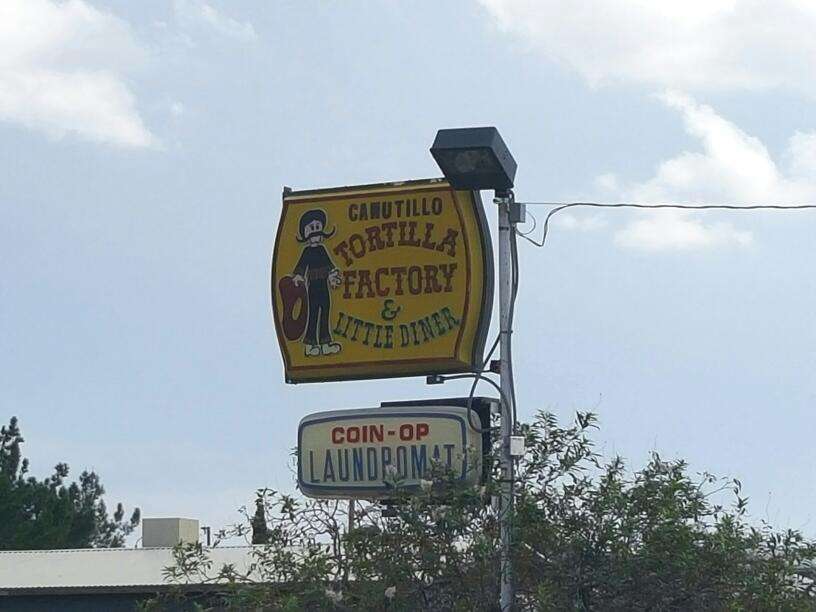 CANUTILLO
TORTILLA
FACTORY
&
LITTLE DINER
COIN-OP
LAUNDROMAT